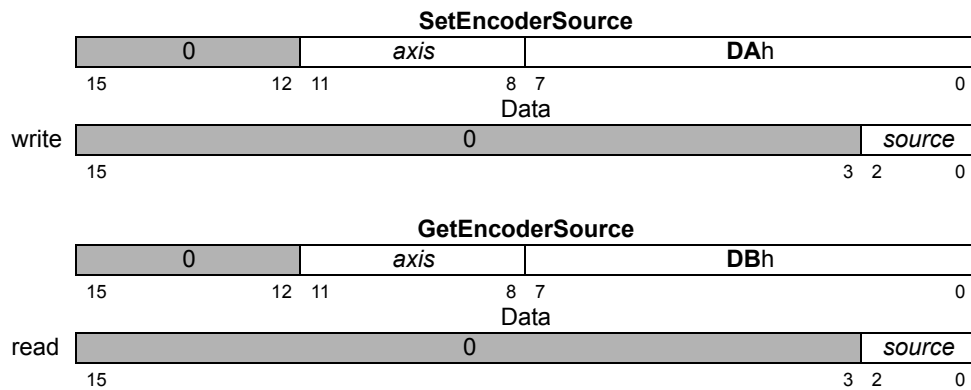 SetEncoderSource
0 axis DAh
15 12 11 8 7 0
Data
write 0 source
15 3 2 0
GetEncoderSource
0 axis DBh
15 12 11 8 7 0
Data
read 0 source
15 3 2 0